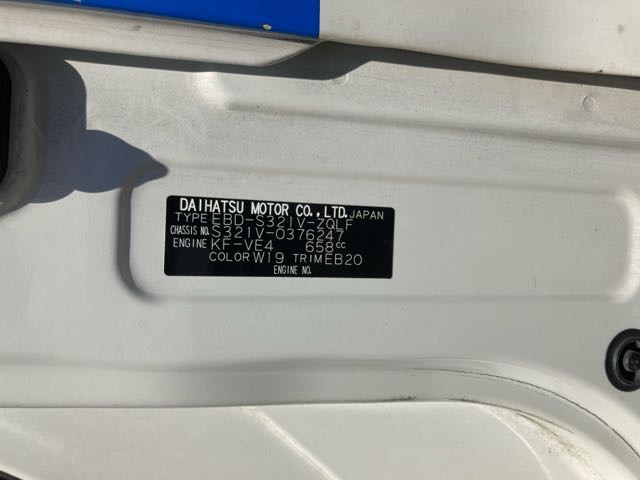 DAIHATSU MOTOR CO.,LTD. JAPAN
TYPE EBD-S321V-ZQLF
CHASSIS NO. S321V-0376247
ENGINE KF-VE4 658cc
COLOR W19 TRIM EB20
ENGINE NO.